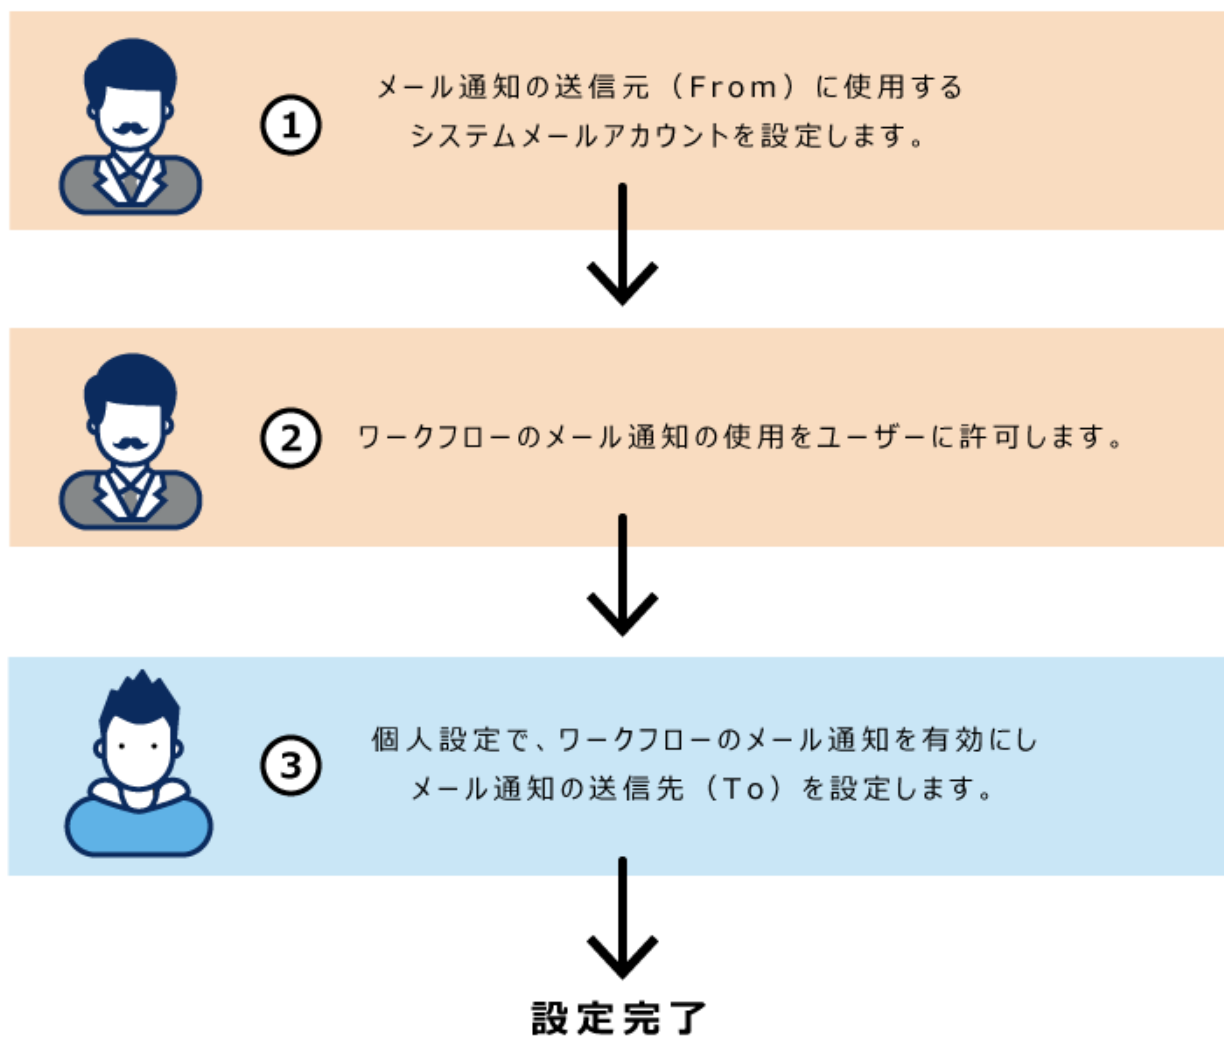 ①
メール通知の送信元（From）に使用する
システムメールアカウントを設定します。
②
ワークフローのメール通知の使用をユーザーに許可します。
③
個人設定で、ワークフローのメール通知を有効にし
メール通知の送信先（To）を設定します。
設定完了